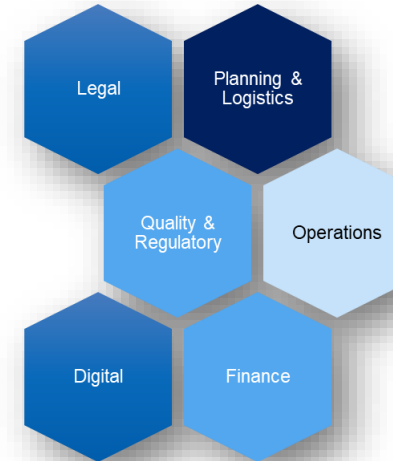 Legal
Planning &
Logistics
Quality &
Regulatory
Operations
Digital
Finance